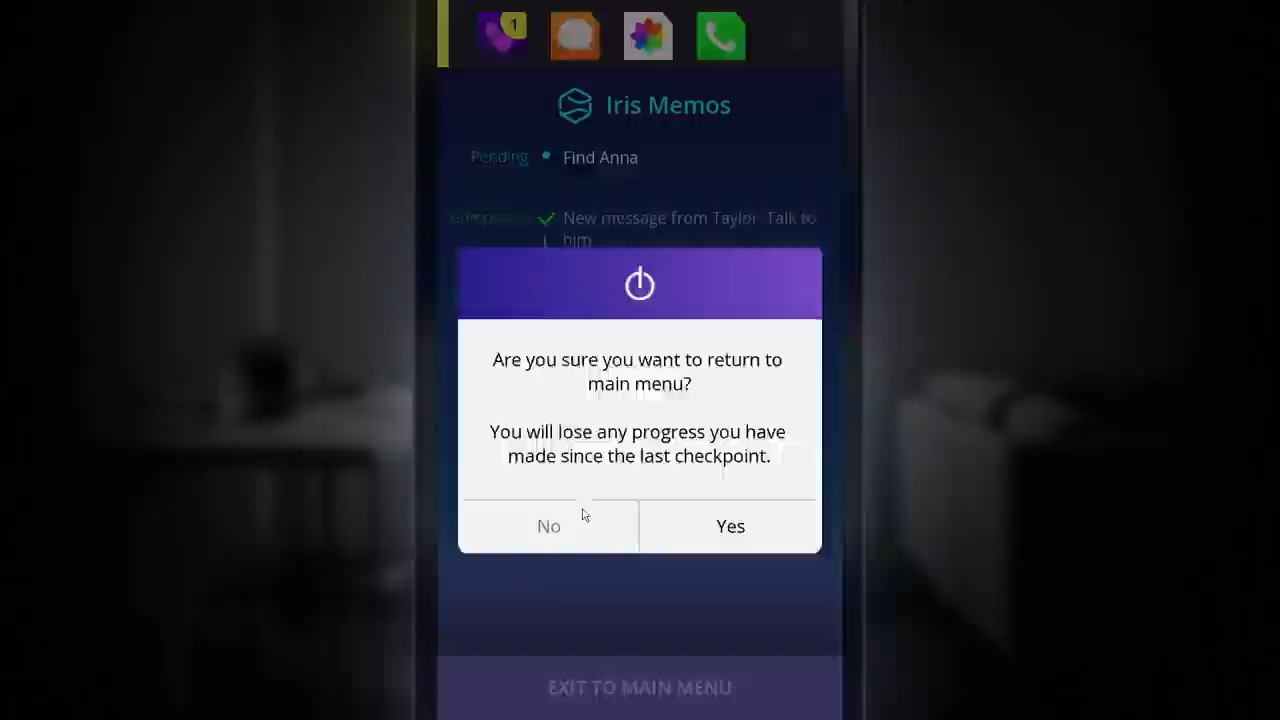 1
Iris Memos
Pending
Find Anna
New message from Taylor. Talk to
him
Are you sure you want to return to
main menu?
You will lose any progress you have
made since the last checkpoint.
No
Yes
EXIT TO MAIN MENU